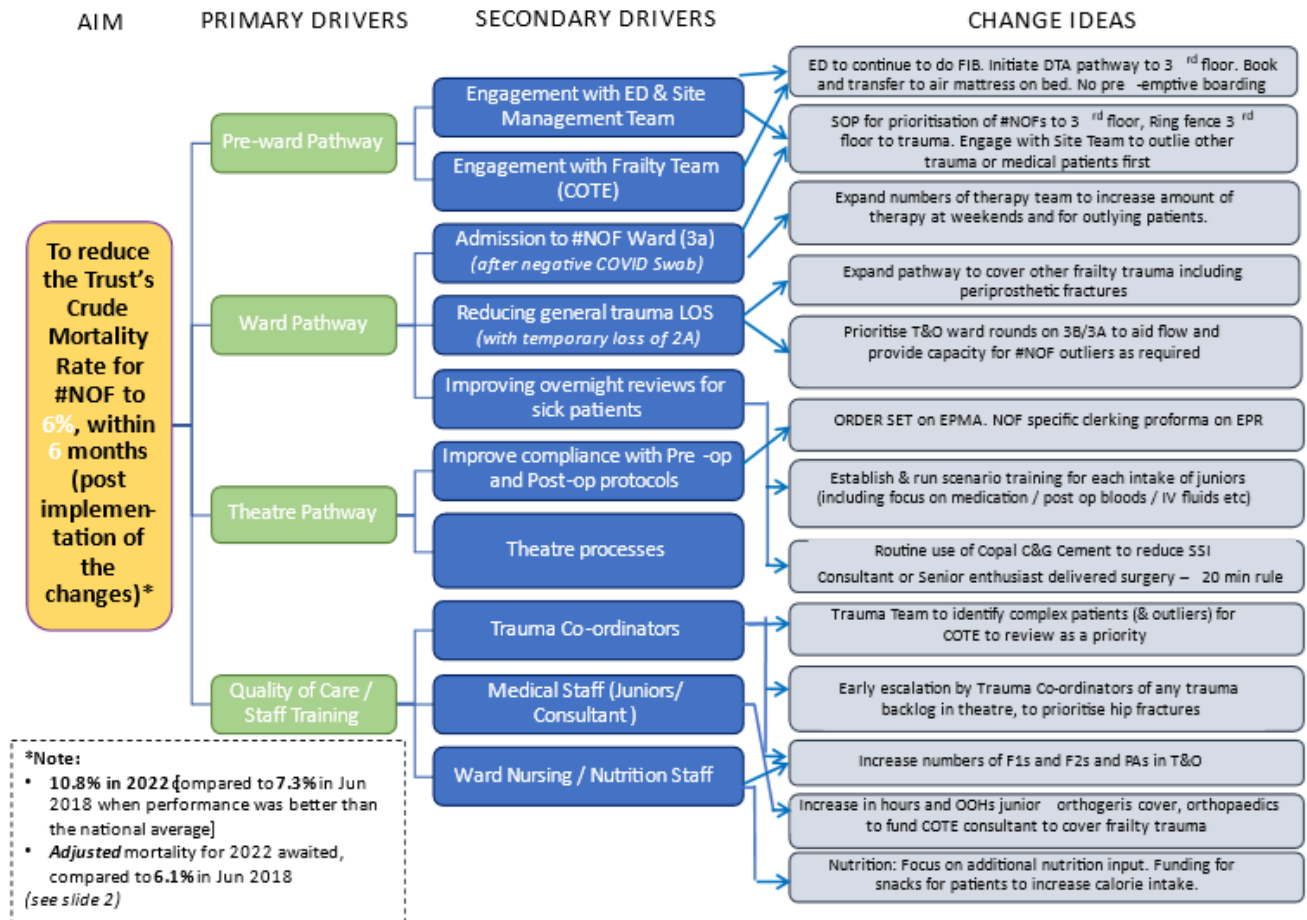 AIM
PRIMARY DRIVERS
SECONDARY DRIVERS
CHANGE IDEAS
To reduce
the Trust's
Crude
Mortality
Rate for
#NOF to
6%, within
6 months
(post
implemen-
tation of
the
changes)*
Pre-ward Pathway
Ward Pathway
Theatre Pathway
Quality of Care /
Staff Training
Engagement with ED & Site
Management Team
Engagement with Frailty Team
(COTE)
Admission to #NOF Ward (3a)
(after negative COVID Swab)
Reducing general trauma LOS
(with temporary loss of 2A)
Improving overnight reviews for
sick patients
Improve compliance with Pre -op
and Post-op protocols
Theatre processes
Trauma Co-ordinators
Medical Staff (Juniors/
Consultant )
Ward Nursing / Nutrition Staff
ED to continue to do FIB. Initiate DTA pathway to 3 rd floor. Book
and transfer to air mattress on bed. No pre -emptive boarding
SOP for prioritisation of #NOFs to 3 rd floor, Ring fence 3 rd
floor to trauma. Engage with Site Team to outlie other
trauma or medical patients first
Expand numbers of therapy team to increase amount of
therapy at weekends and for outlying patients.
Expand pathway to cover other frailty trauma including
periprosthetic fractures
Prioritise T&O ward rounds on 3B/3A to aid flow and
provide capacity for #NOF outliers as required
ORDER SET on EPMA. NOF specific clerking proforma on EPR
Establish & run scenario training for each intake of juniors
(including focus on medication / post op bloods / IV fluids etc)
Routine use of Copal C&G Cement to reduce SSI
Consultant or Senior enthusiast delivered surgery – 20 min rule
Trauma Team to identify complex patients (& outliers) for
COTE to review as a priority
Early escalation by Trauma Co-ordinators of any trauma
backlog in theatre, to prioritise hip fractures
Increase numbers of F1s and F2s and PAs in T&O
Increase in hours and OOHs junior orthogeris cover, orthopaedics
to fund COTE consultant to cover frailty trauma
Nutrition: Focus on additional nutrition input. Funding for
snacks for patients to increase calorie intake.
*Note:
• 10.8% in 2022 [compared to 7.3% in Jun
2018 when performance was better than
the national average]
• Adjusted mortality for 2022 awaited,
compared to 6.1% in Jun 2018
(see slide 2)